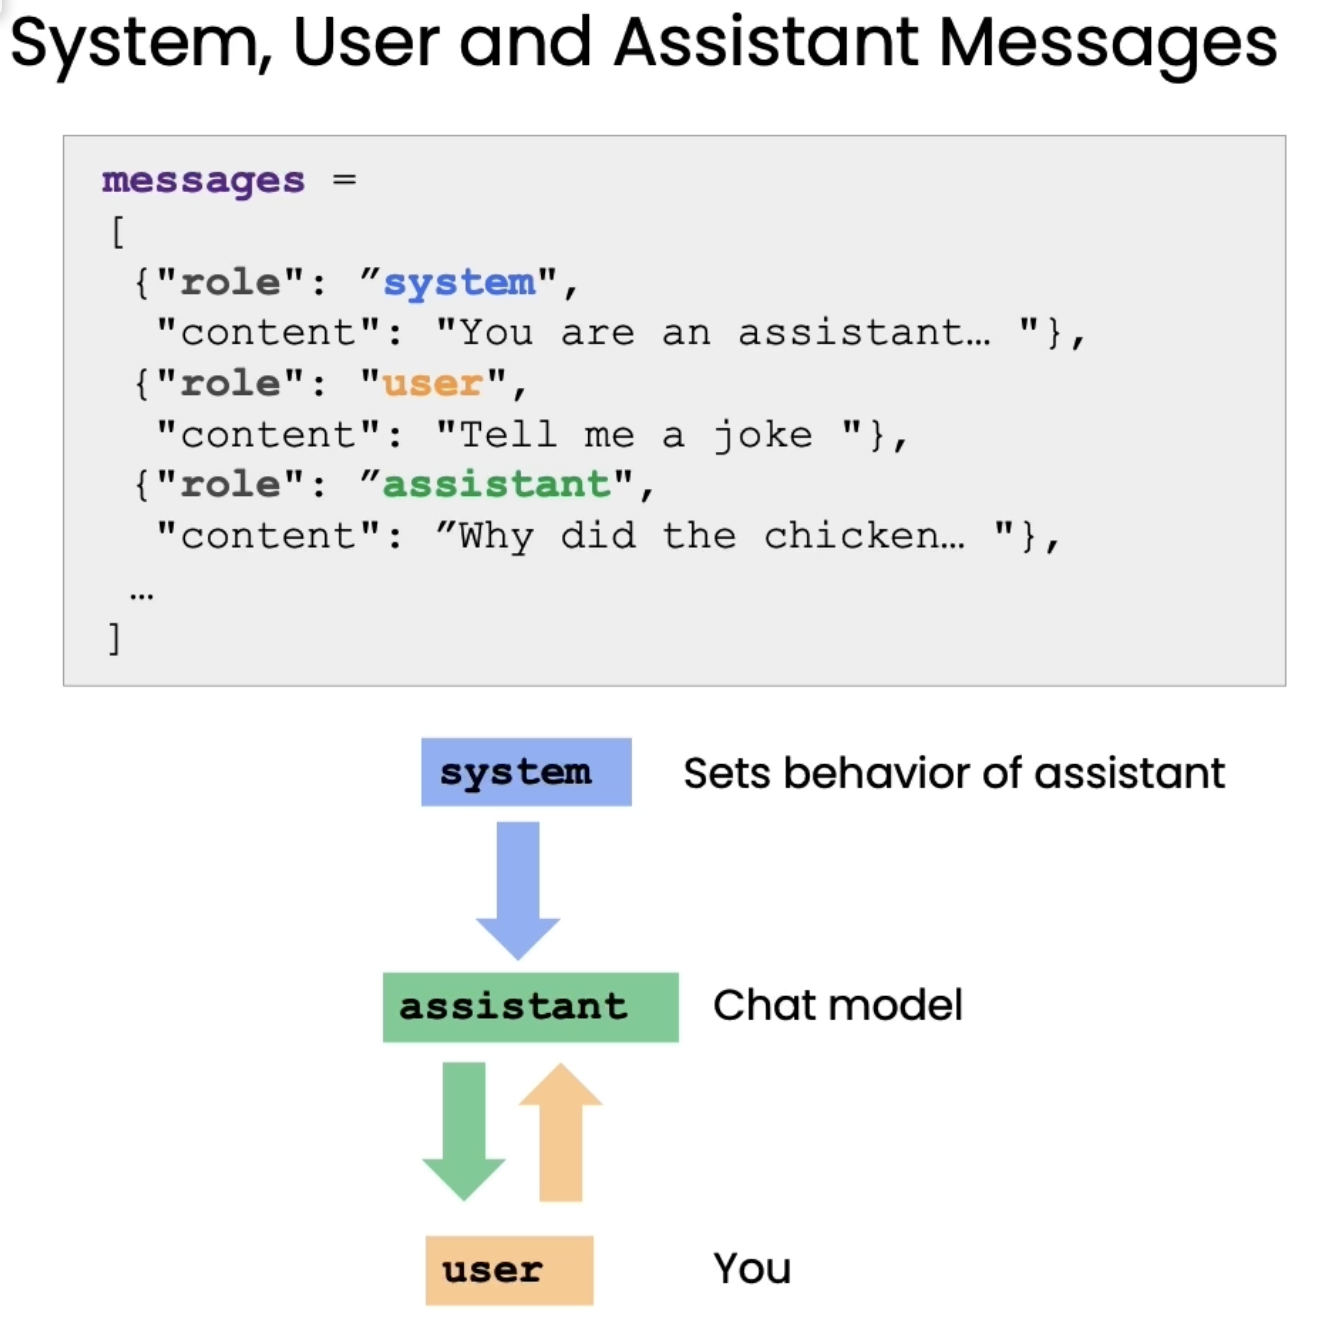 System, User and Assistant Messages
messages =
[
{"role": ”system",
"content": "You are an assistant… "},
{"role": "user",
"content": "Tell me a joke "},
{"role": ”assistant",
"content": ”Why did the chicken… "},
…
]
system Sets behavior of assistant
assistant Chat model
user You